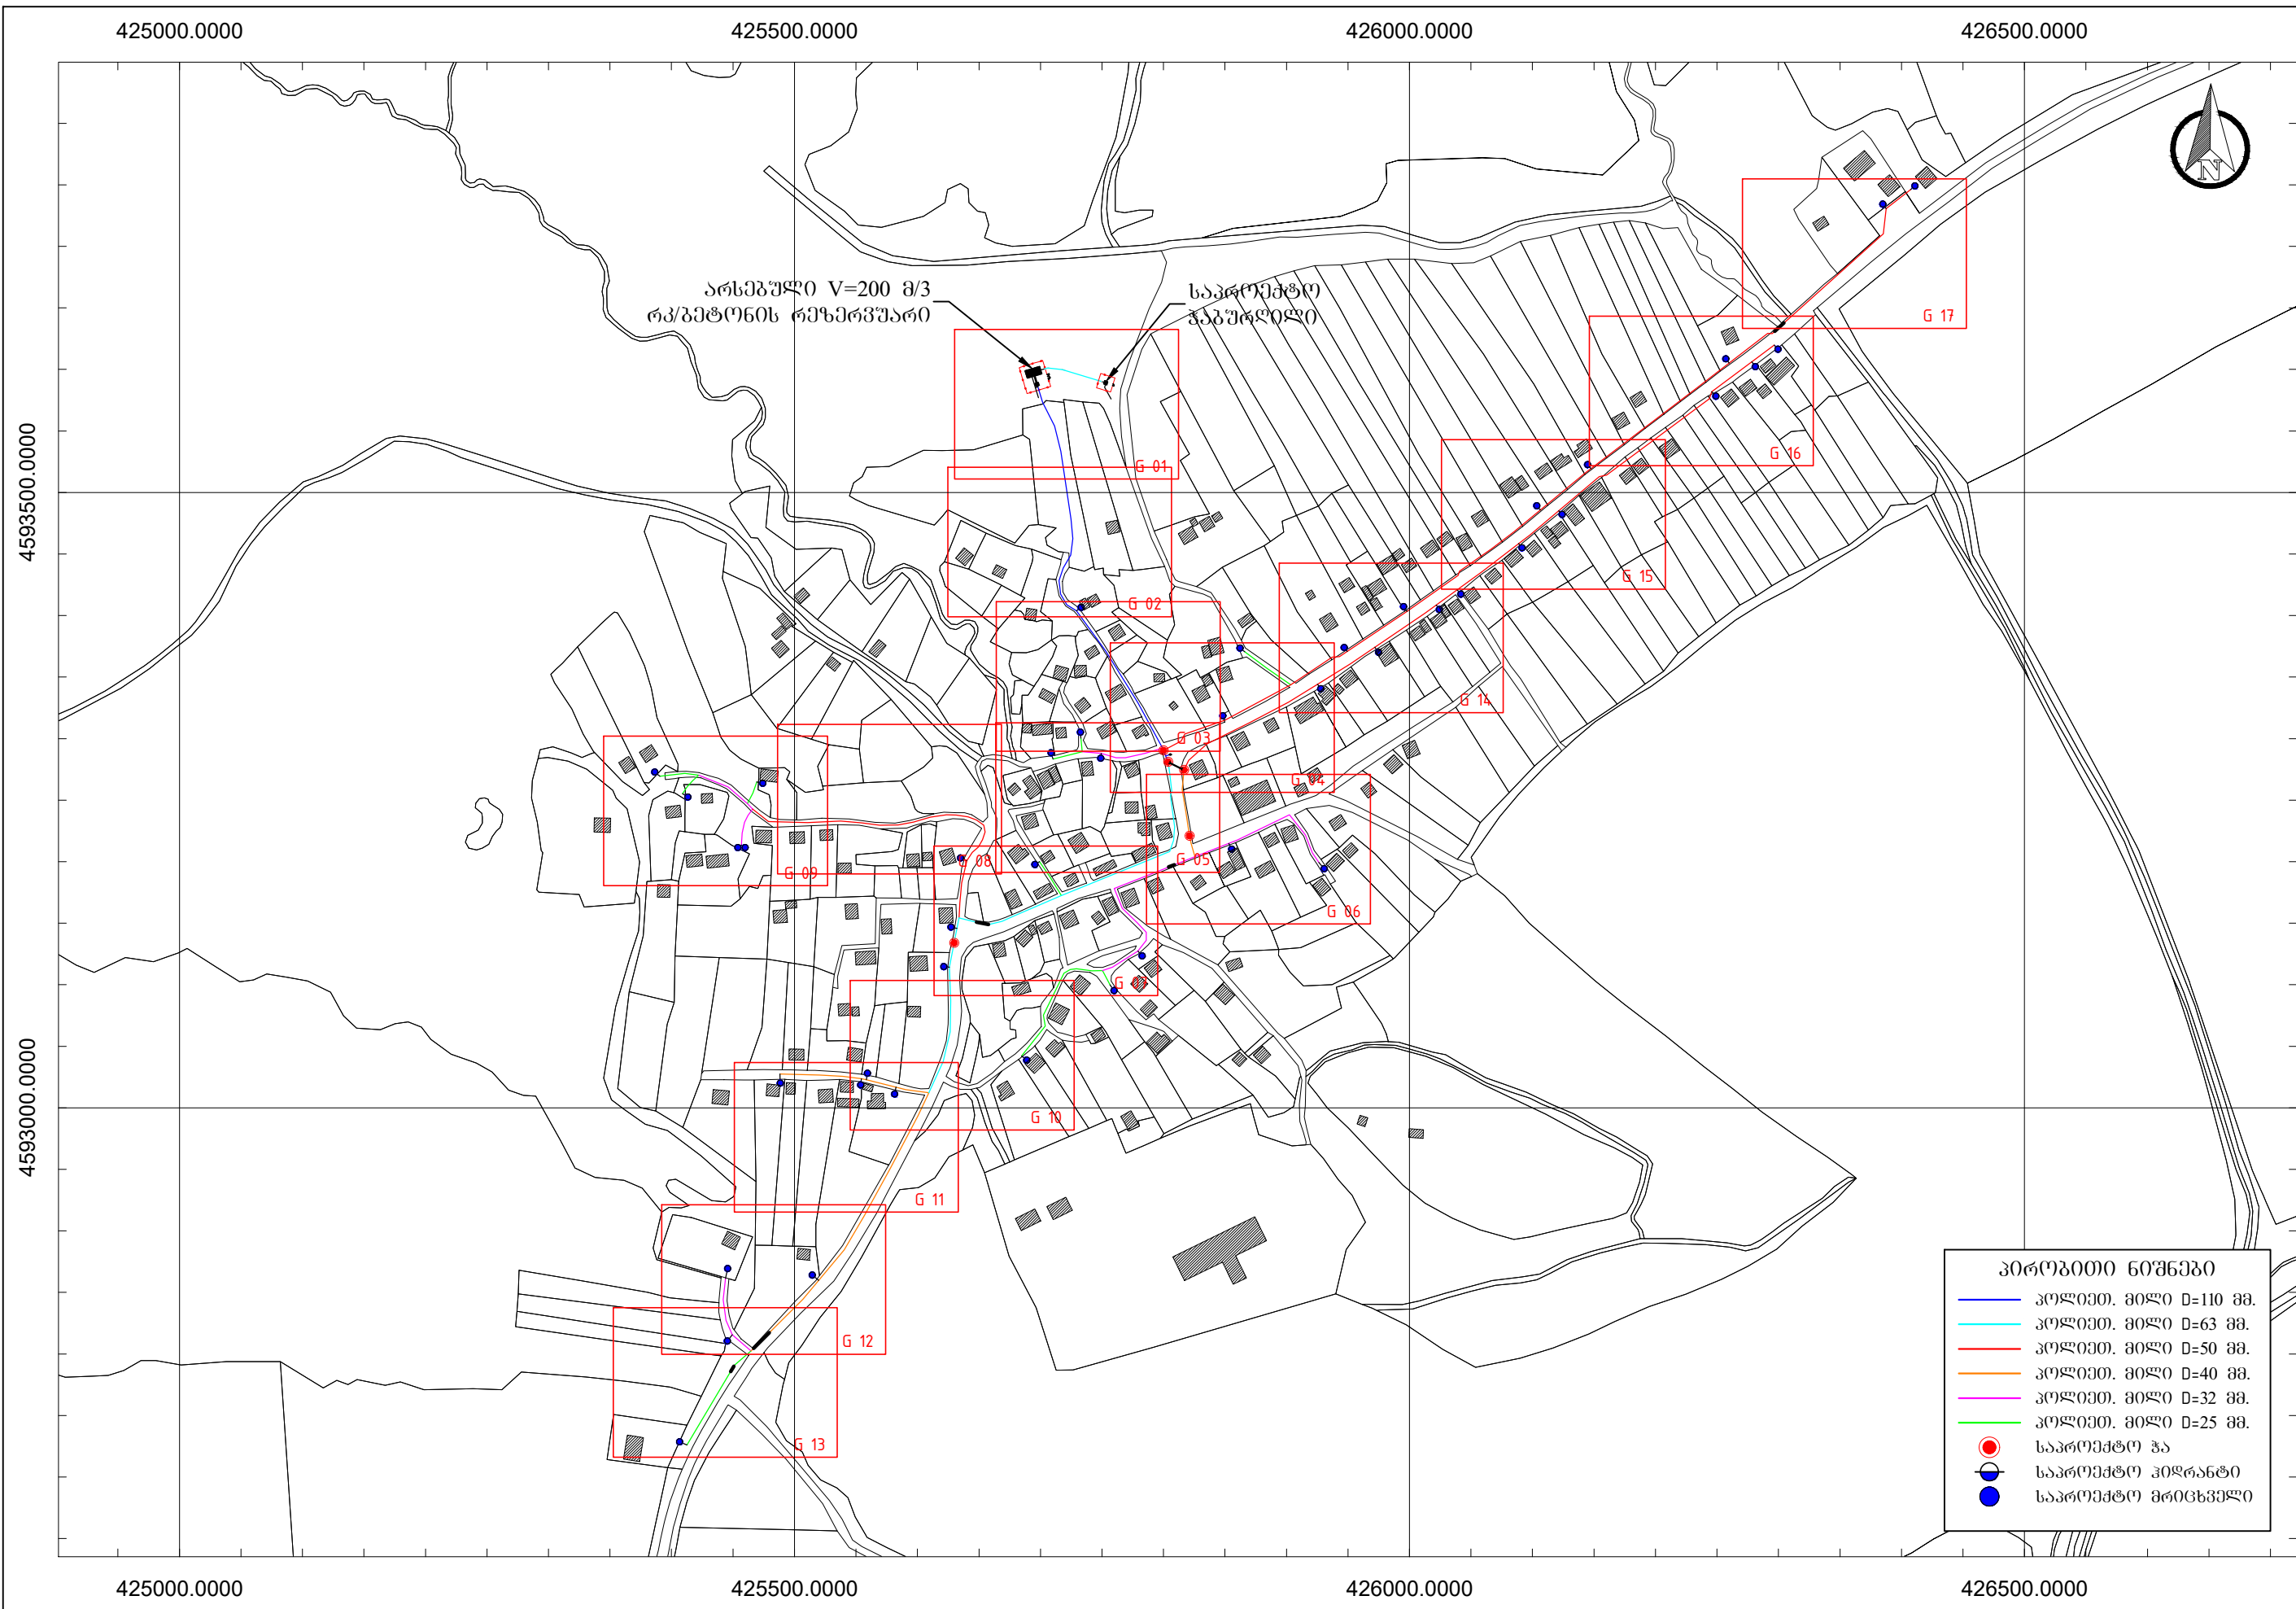 425000.0000
425500.0000
426000.0000
426500.0000
N
არსებული V=200 მ/3
რკ/ბეტონის რეზერვუარი
საპროექტო
ჭაბურღილი
G 17
G 01
G 16
4593500.0000
G 15
G 02
G 14
G 03
G 04
G 05
G 08
G 09
G 06
G 07
4593000.0000
G 10
G 11
G 12
G 13
პირობითი ნიშნები
პოლიეთ. მილი D=110 მმ.
პოლიეთ. მილი D=63 მმ.
პოლიეთ. მილი D=50 მმ.
პოლიეთ. მილი D=40 მმ.
პოლიეთ. მილი D=32 მმ.
პოლიეთ. მილი D=25 მმ.
საპროექტო ჭა
საპროექტო ჰიდრანტი
საპროექტო მრიცხველი
425000.0000
425500.0000
426000.0000
426500.0000